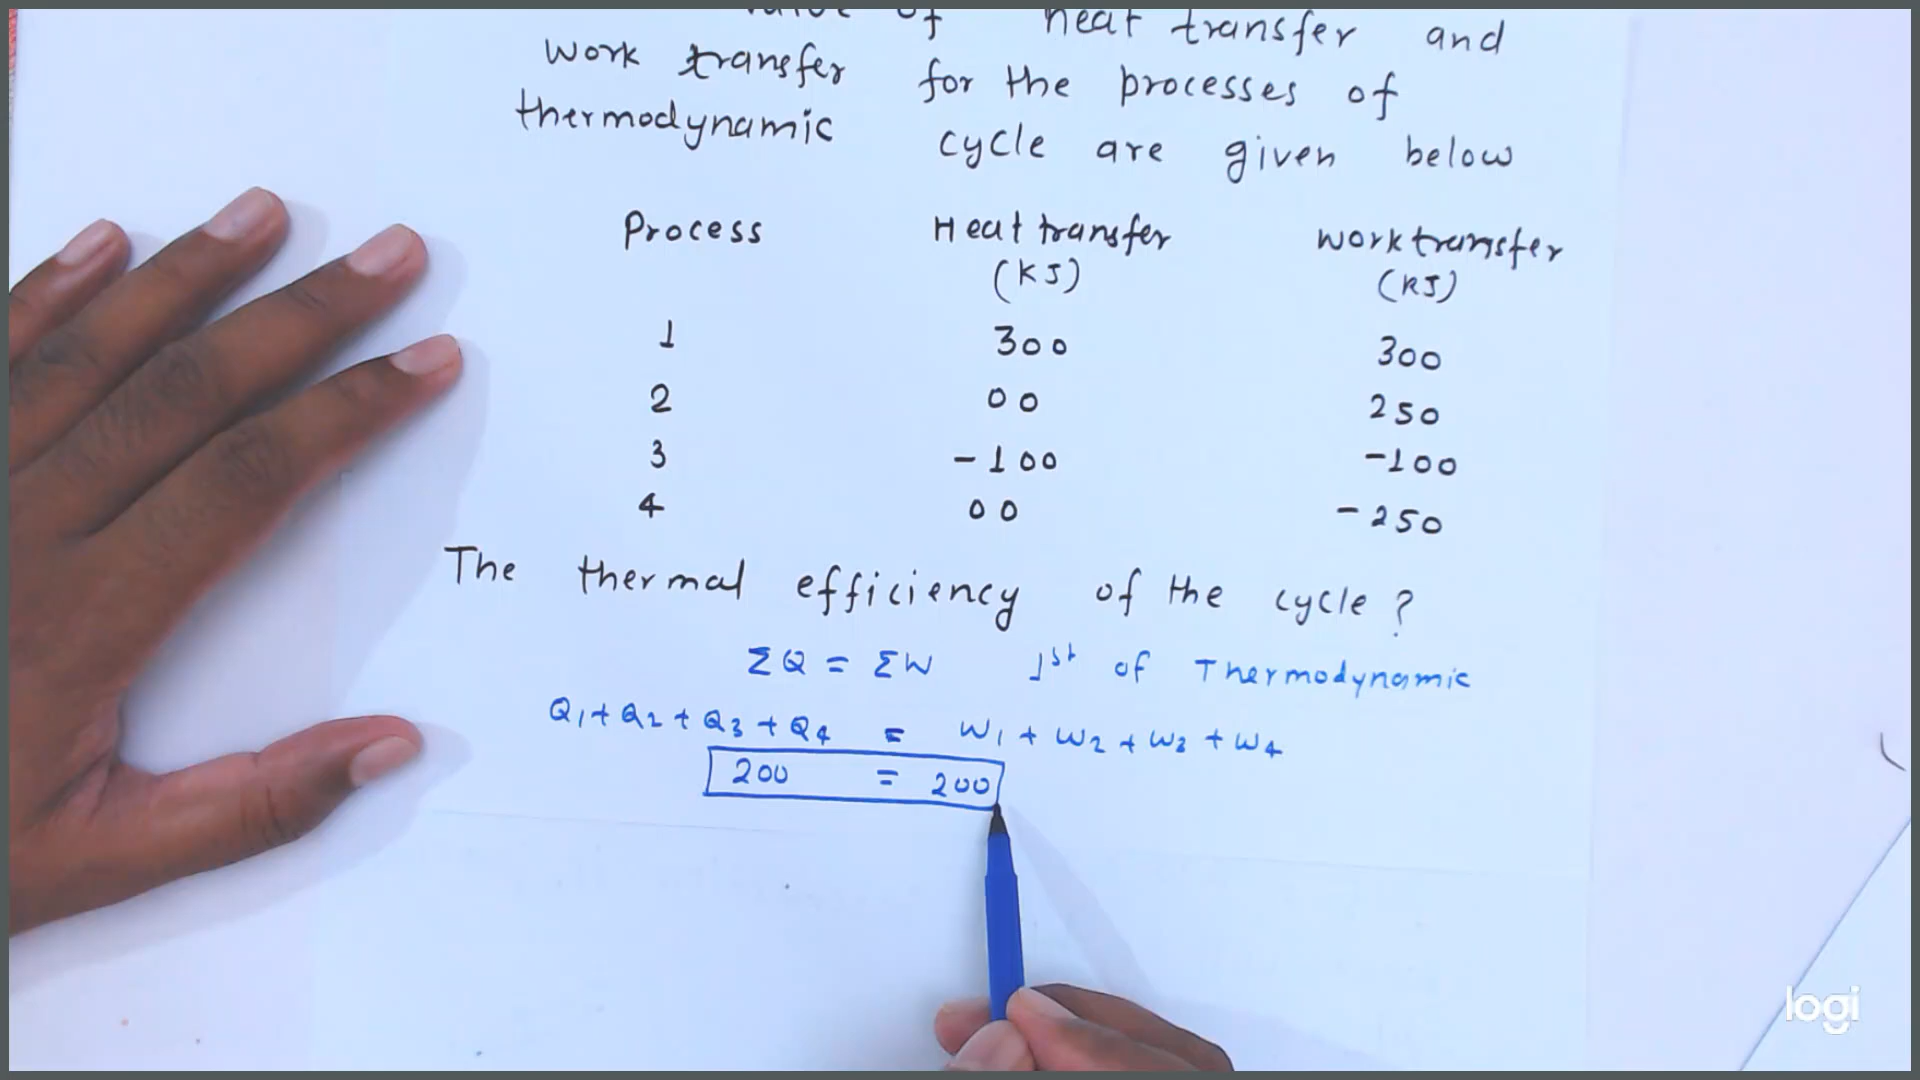 of heat transfer and
work transfer for the processes of
thermodynamic cycle are given below
Process Heat transfer work transfer
(KJ) (KJ)
1 300 300
2 00 250
3 -100 -100
4 00 -250
The thermal efficiency of the cycle?
ΣQ = ΣW 1st of Thermodynamic
Q1 + Q2 + Q3 + Q4 = W1 + W2 + W3 + W4
200 = 200
logi